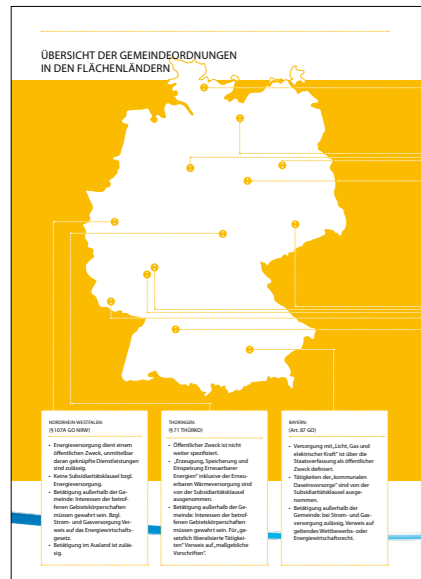 ÜBERSICHT DER GEMEINDEORDNUNGEN
IN DEN FLÄCHENLÄNDERN
NORDRHEIN-WESTFALEN:
(§ 107A GO NRW)
- Energieversorgung dient einem
öffentlichen Zweck, unmittelbar
daran geknüpfte Dienstleistungen
sind zulässig.
- Keine Subsidiaritätsklausel bzgl.
Energieversorgung.
- Betätigung außerhalb der Ge-
meinde: Interessen der betrof-
fenen Gebietskörperschaften
müssen gewahrt sein. Bzgl.
Strom- und Gasversorgung Ver-
weis auf das Energiewirtschafts-
gesetz.
- Betätigung im Ausland ist zuläs-
sig.
THÜRINGEN:
(§ 71 THÜRKO)
- Öffentlicher Zweck ist nicht
weiter spezifiziert.
- „Erzeugung, Speicherung und
Einspeisung Erneuerbarer
Energien" inklusive der Erneu-
erbaren Wärmeversorgung sind
von der Subsidiaritätsklausel
ausgenommen.
- Betätigung außerhalb der Ge-
meinde: Interessen der betrof-
fenen Gebietskörperschaften
müssen gewahrt sein. Für „ge-
setzlich liberalisierte Tätigkei-
ten" Verweis auf „maßgebliche
Vorschriften".
BAYERN:
(Art. 87 GO)
- Versorgung mit „Licht, Gas und
elektrischer Kraft" ist über die
Staatsverfassung als öffentlicher
Zweck definiert.
- Tätigkeiten der „kommunalen
Daseinsvorsorge" sind von der
Subsidiaritätsklausel ausge-
nommen.
- Betätigung außerhalb der
Gemeinde: bei Strom- und Gas-
versorgung zulässig, Verweis auf
geltendes Wettbewerbs- oder
Energiewirtschaftsrecht.